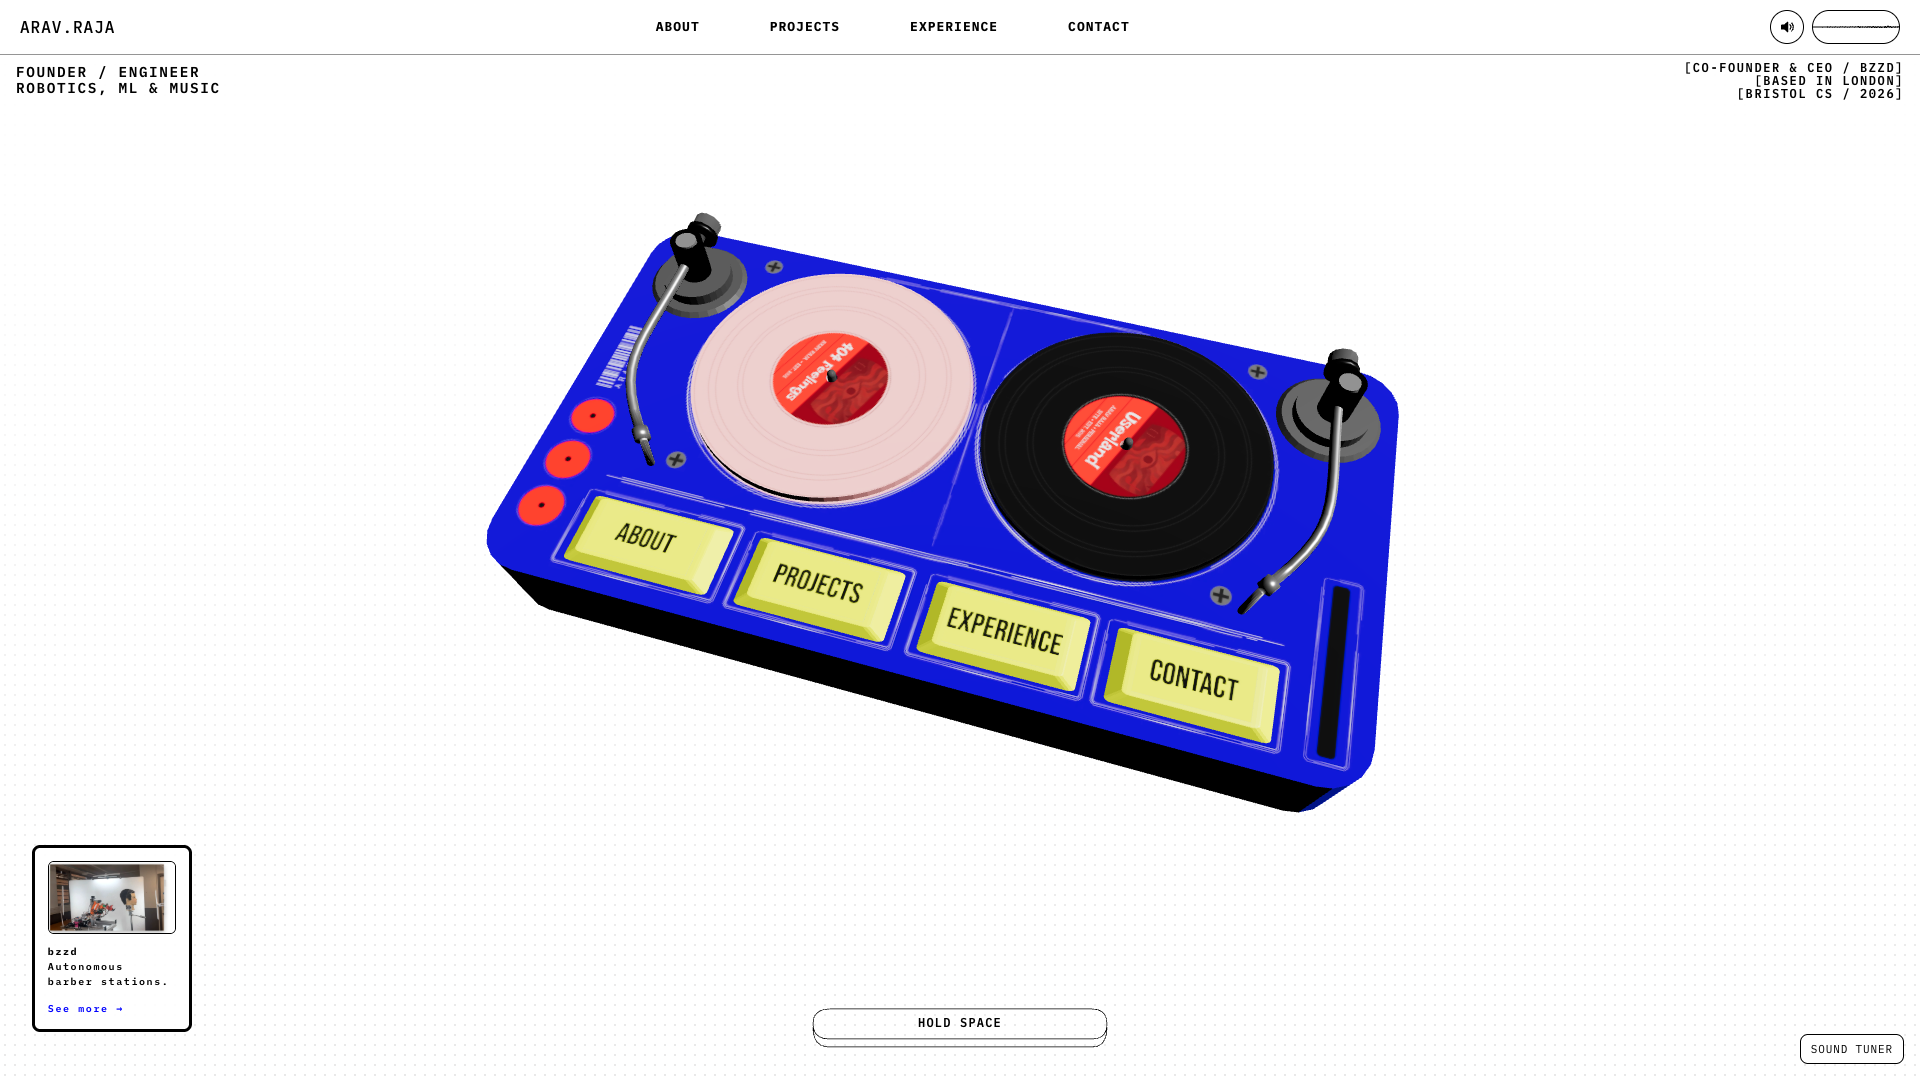 ARAV.RAJA
ABOUT
PROJECTS
EXPERIENCE
CONTACT
FOUNDER / ENGINEER
ROBOTICS, ML & MUSIC
[CO-FOUNDER & CEO / BZZD]
[BASED IN LONDON]
[BRISTOL CS / 2026]
404 Feelings
Userland
ABOUT
PROJECTS
EXPERIENCE
CONTACT
bzzd
Autonomous
barber stations.
See more →
HOLD SPACE
SOUND TUNER